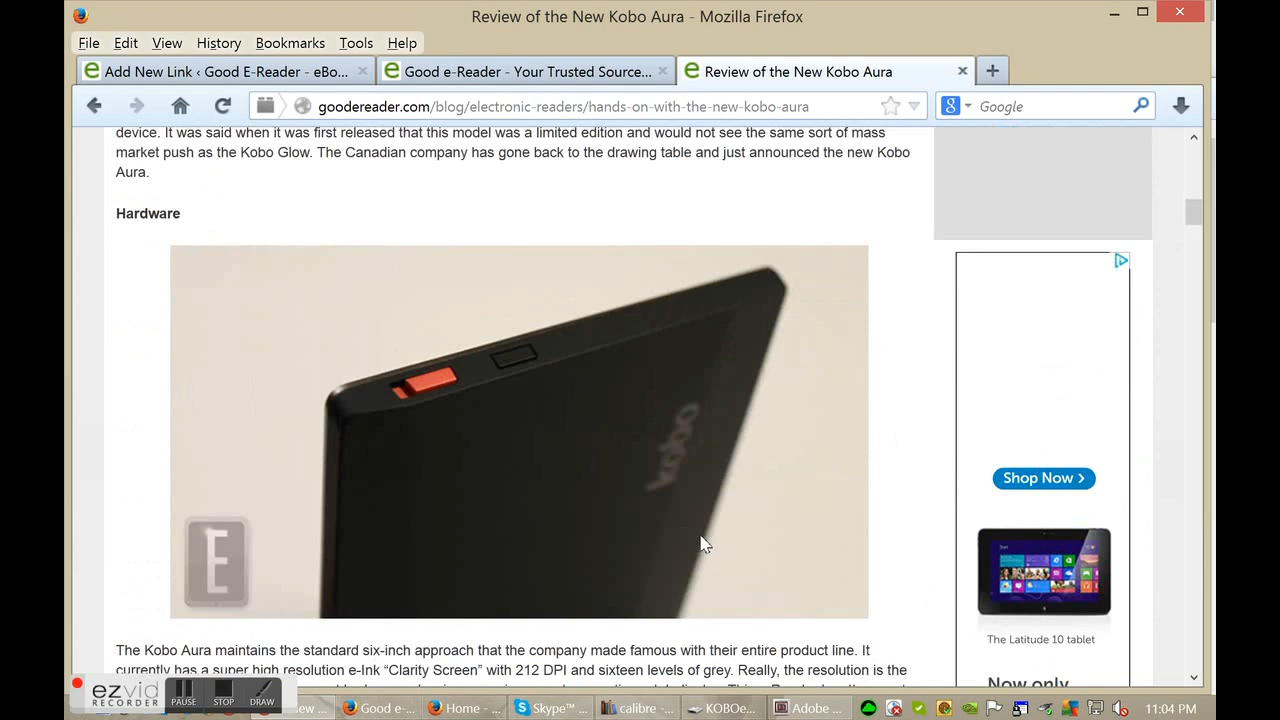 Review of the New Kobo Aura - Mozilla Firefox
File Edit View History Bookmarks Tools Help
Add New Link ‹ Good E-Reader - eBo...
Good e-Reader - Your Trusted Source...
Review of the New Kobo Aura
goodereader.com/blog/electronic-readers/hands-on-with-the-new-kobo-aura
Google
device. It was said when it was first released that this model was a limited edition and would not see the same sort of mass
market push as the Kobo Glow. The Canadian company has gone back to the drawing table and just announced the new Kobo
Aura.
Hardware
kobo
E
Shop Now
Start
The Latitude 10 tablet
Now only
The Kobo Aura maintains the standard six-inch approach that the company made famous with their entire product line. It
currently has a super high resolution e-Ink “Clarity Screen” with 212 DPI and sixteen levels of grey. Really, the resolution is the
ezvid
RECORDER
PAUSE
STOP
DRAW
Good e-...
Home - ...
Skype™ ...
calibre - ...
KOBOe...
Adobe ...
11:04 PM